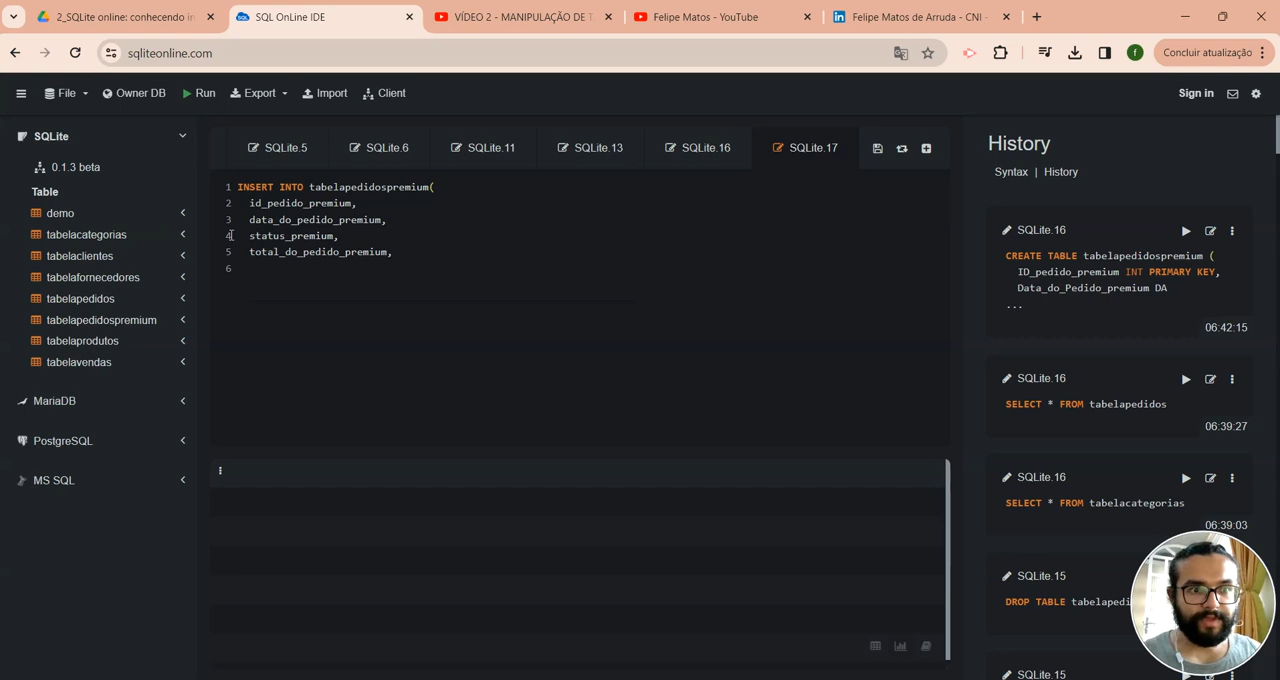 2_SQLite online: conhecendo in
SQL OnLine IDE
VÍDEO 2 - MANIPULAÇÃO DE T
Felipe Matos - YouTube
Felipe Matos de Arruda - CNI -
sqliteonline.com
f
Concluir atualização
File
Owner DB
Run
Export
Import
Client
Sign in
SQLite
0.1.3 beta
Table
demo
tabelacategorias
tabelaclientes
tabelafornecedores
tabelapedidos
tabelapedidospremium
tabelaprodutos
tabelavendas
MariaDB
PostgreSQL
MS SQL
SQLite.5
SQLite.6
SQLite.11
SQLite.13
SQLite.16
SQLite.17
1 INSERT INTO tabelapedidospremium(
2 id_pedido_premium,
3 data_do_pedido_premium,
4 status_premium,
5 total_do_pedido_premium,
6
History
Syntax | History
SQLite.16
CREATE TABLE tabelapedidospremium (
ID_pedido_premium INT PRIMARY KEY,
Data_do_Pedido_premium DA
...
06:42:15
SQLite.16
SELECT * FROM tabelapedidos
06:39:27
SQLite.16
SELECT * FROM tabelacategorias
06:39:03
SQLite.15
DROP TABLE tabelapedi
SQLite.15